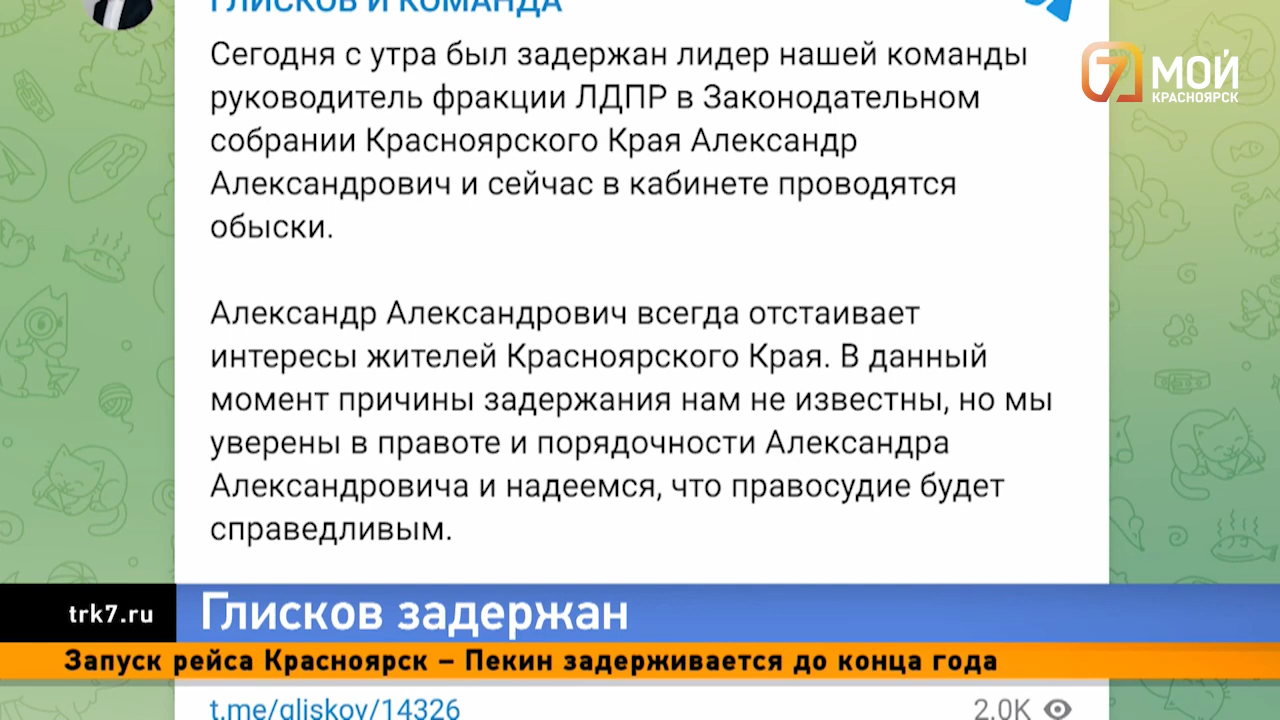 ГЛИСКОВ И КОМАНДА
Сегодня с утра был задержан лидер нашей команды
руководитель фракции ЛДПР в Законодательном
собрании Красноярского Края Александр
Александрович и сейчас в кабинете проводятся
обыски.
Александр Александрович всегда отстаивает
интересы жителей Красноярского Края. В данный
момент причины задержания нам не известны, но мы
уверены в правоте и порядочности Александра
Александровича и надеемся, что правосудие будет
справедливым.
7 МОЙ
КРАСНОЯРСК
trk7.ru
Глисков задержан
Запуск рейса Красноярск – Пекин задерживается до конца года
t.me/gliskov/14326
2.0K